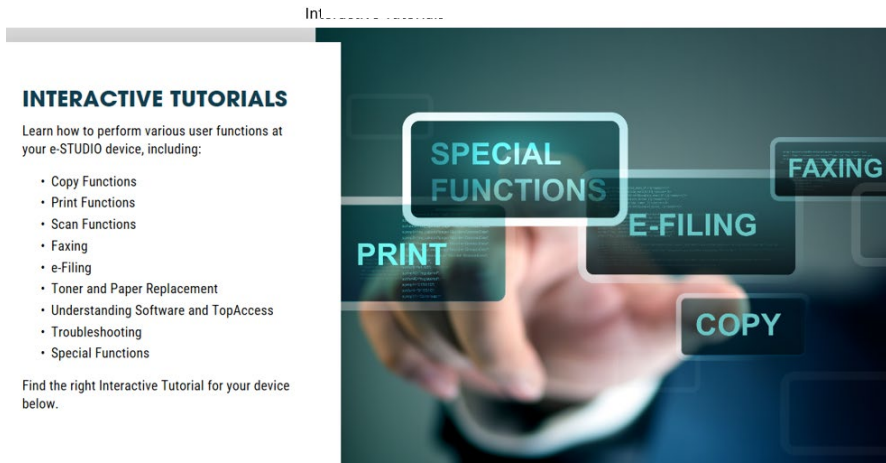 INTERACTIVE TUTORIALS
Learn how to perform various user functions at
your e-STUDIO device, including:
• Copy Functions
• Print Functions
• Scan Functions
• Faxing
• e-Filing
• Toner and Paper Replacement
• Understanding Software and TopAccess
• Troubleshooting
• Special Functions
Find the right Interactive Tutorial for your device
below.
SPECIAL
FUNCTIONS
FAXING
E-FILING
PRINT
COPY